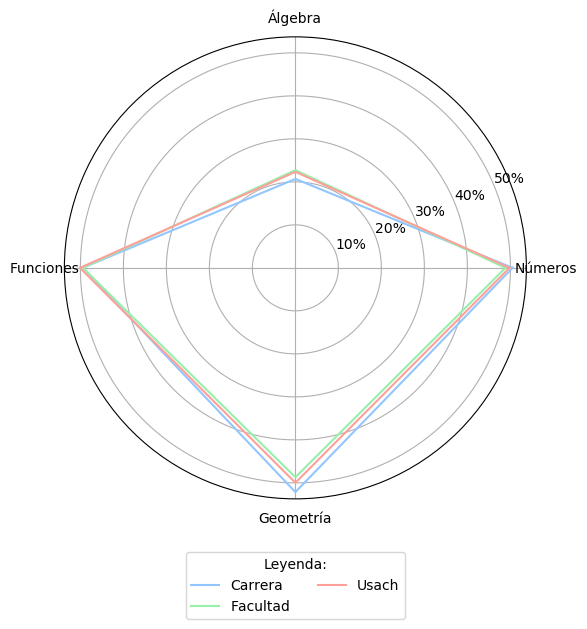 Álgebra
50%
40%
30%
20%
10%
Funciones
Números
Geometría
Leyenda:
Carrera
Usach
Facultad